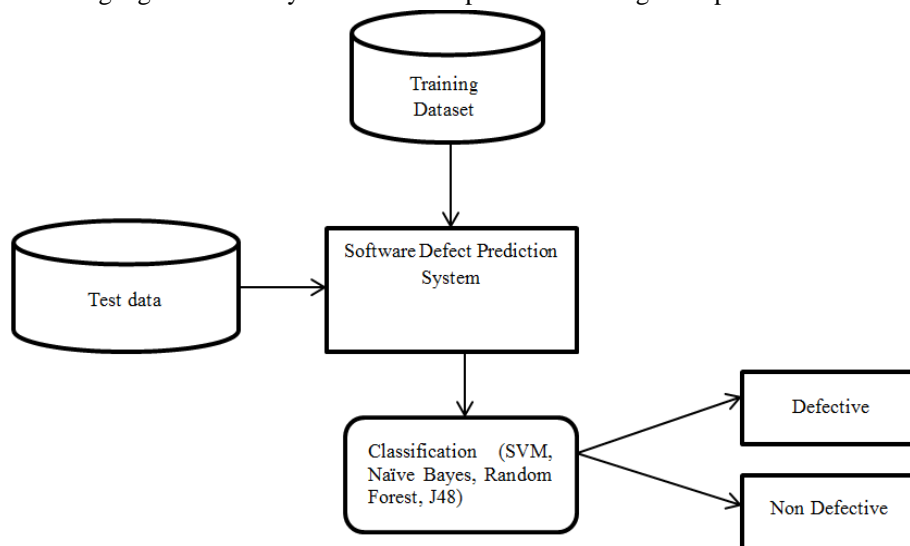 Training
Dataset
Software Defect Prediction
System
Test data
Classification (SVM,
Naïve Bayes, Random
Forest, J48)
Defective
Non Defective